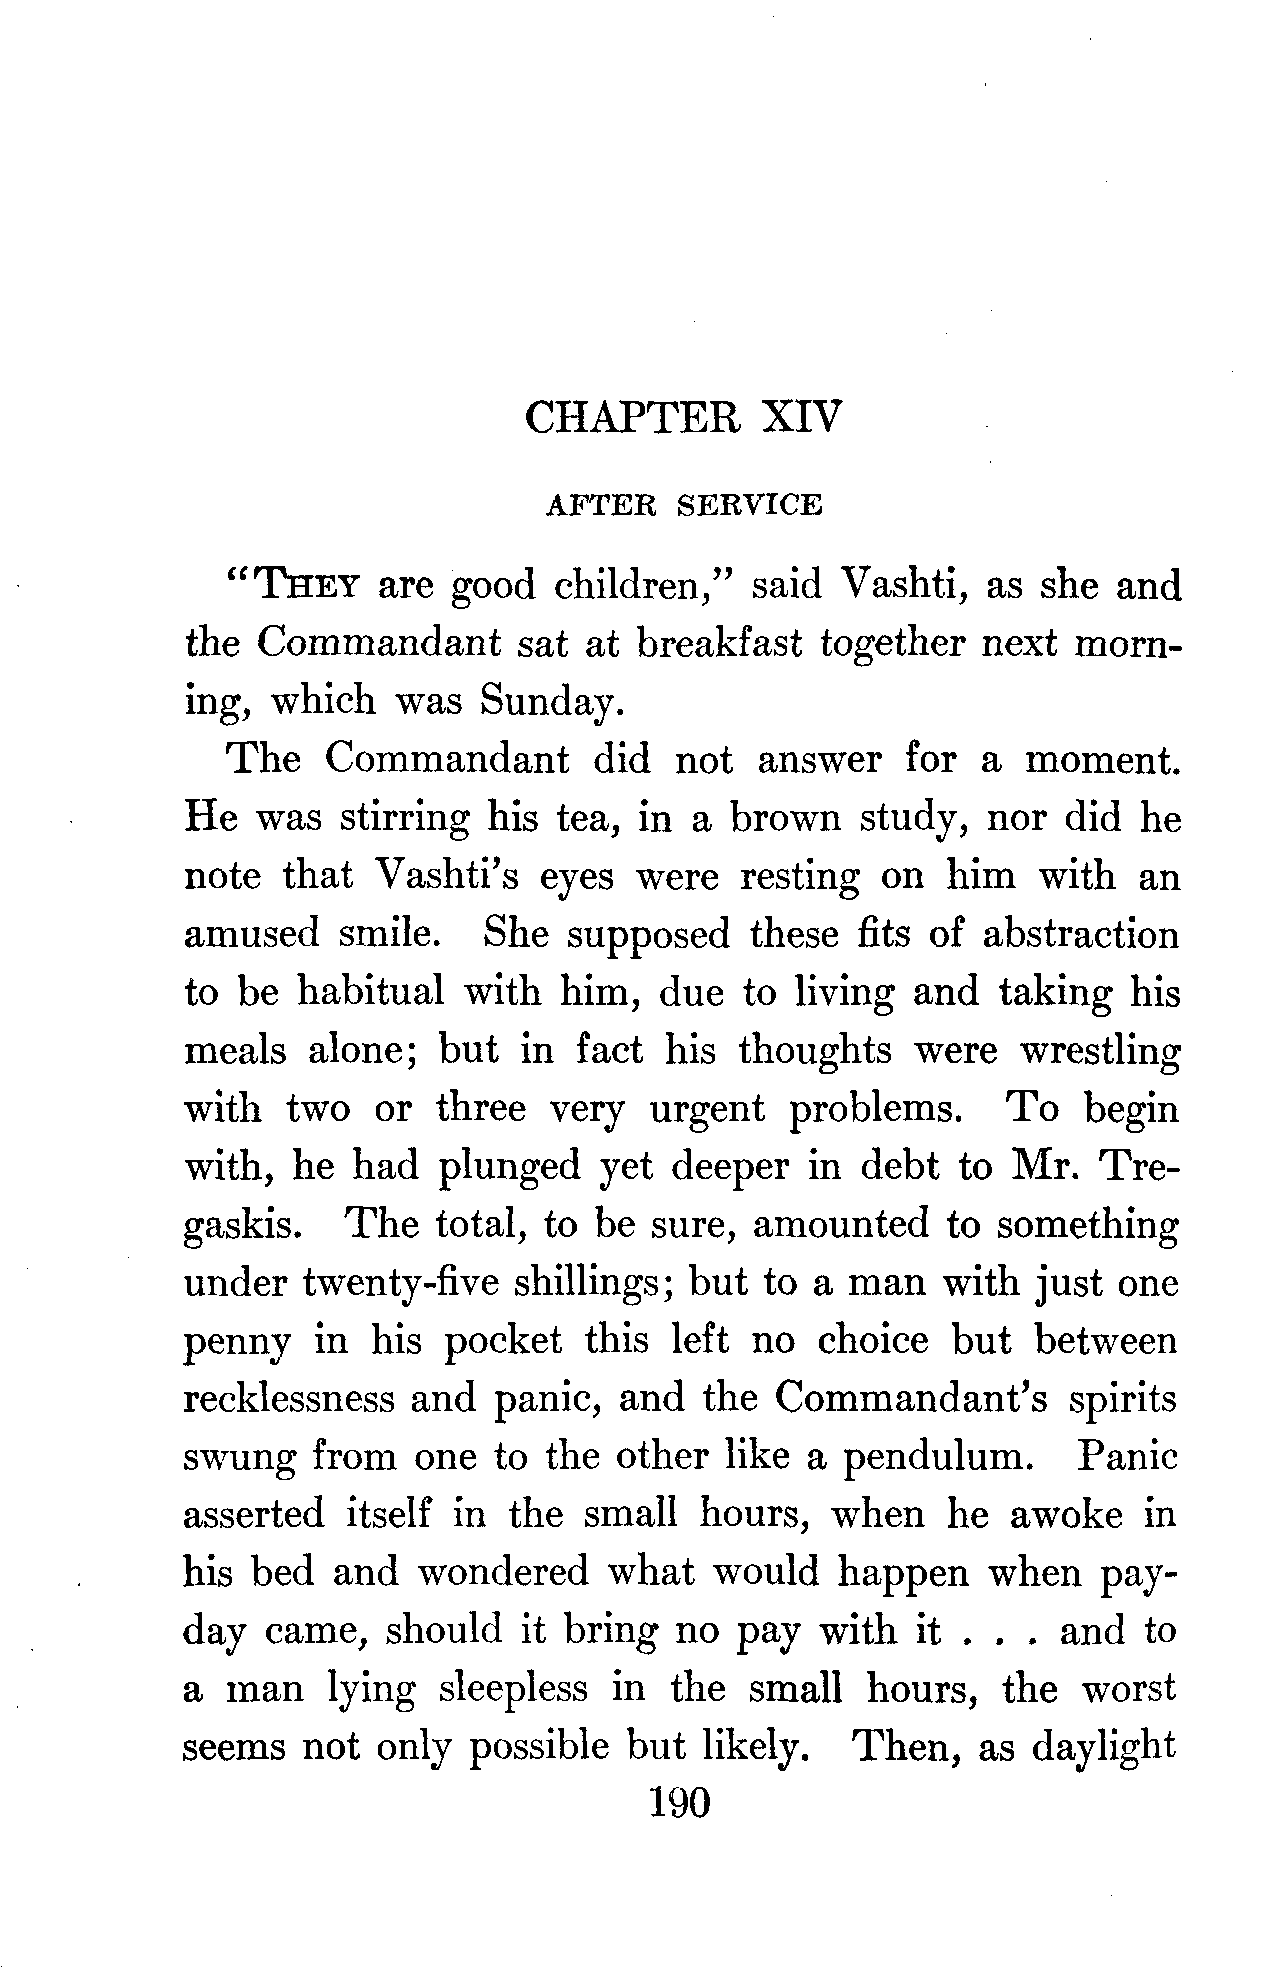 CHAPTER XIV
AFTER SERVICE
"THEY are good children," said Vashti, as she and
the Commandant sat at breakfast together next morn-
ing, which was Sunday.
The Commandant did not answer for a moment.
He was stirring his tea, in a brown study, nor did he
note that Vashti's eyes were resting on him with an
amused smile. She supposed these fits of abstraction
to be habitual with him, due to living and taking his
meals alone; but in fact his thoughts were wrestling
with two or three very urgent problems. To begin
with, he had plunged yet deeper in debt to Mr. Tre-
gaskis. The total, to be sure, amounted to something
under twenty-five shillings; but to a man with just one
penny in his pocket this left no choice but between
recklessness and panic, and the Commandant's spirits
swung from one to the other like a pendulum. Panic
asserted itself in the small hours, when he awoke in
his bed and wondered what would happen when pay-
day came, should it bring no pay with it . . . and to
a man lying sleepless in the small hours, the worst
seems not only possible but likely. Then, as daylight
190